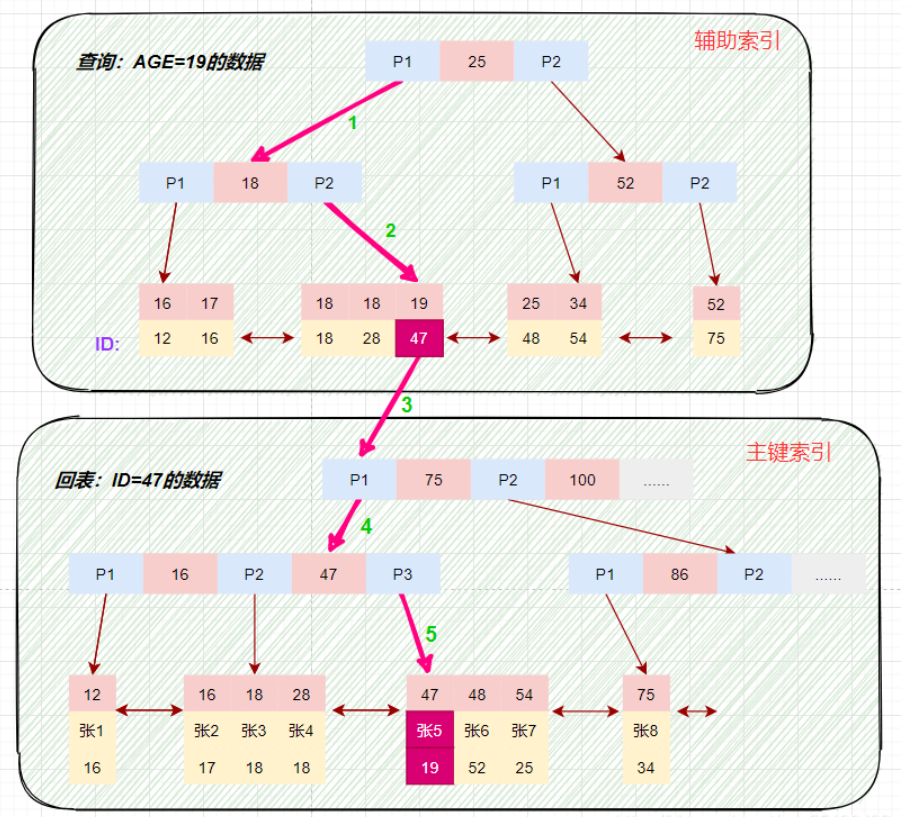 辅助索引
查询：AGE=19的数据
P1 25 P2
1
P1 18 P2
P1 52 P2
2
16 17
18 18 19
25 34
52
ID:
12 16
18 28 47
48 54
75
3
主键索引
回表：ID=47的数据
P1 75 P2 100 ......
4
P1 16 P2 47 P3
P1 86 P2 ......
5
12
16 18 28
47 48 54
75
张1
张2 张3 张4
张5 张6 张7
张8
16
17 18 18
19 52 25
34